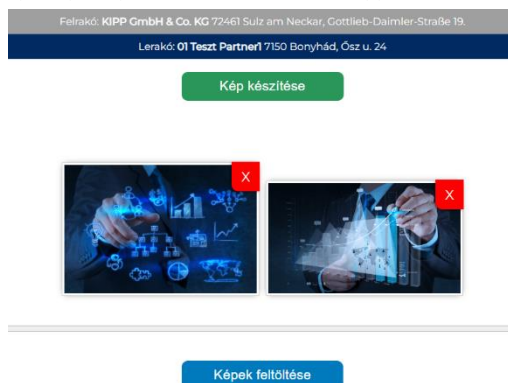 Felrakó: KIPP GmbH & Co. KG 72461 Sulz am Neckar, Gottlieb-Daimler-Straße 19.
Lerakó: 01 Teszt Partner1 7150 Bonyhád, Ősz u. 24
Kép készítése
X
X
Képek feltöltése